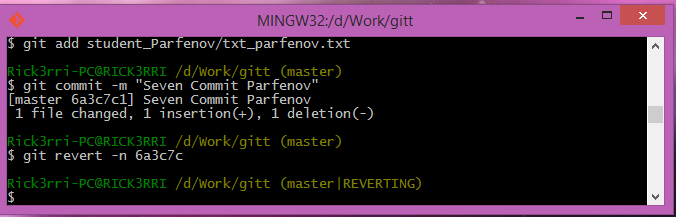 MINGW32:/d/Work/gitt
$ git add student_Parfenov/txt_parfenov.txt
Rick3rri-PC@RICK3RRI /d/Work/gitt (master)
$ git commit -m "Seven Commit Parfenov"
[master 6a3c7c1] Seven Commit Parfenov
1 file changed, 1 insertion(+), 1 deletion(-)
Rick3rri-PC@RICK3RRI /d/Work/gitt (master)
$ git revert -n 6a3c7c
Rick3rri-PC@RICK3RRI /d/Work/gitt (master|REVERTING)
$